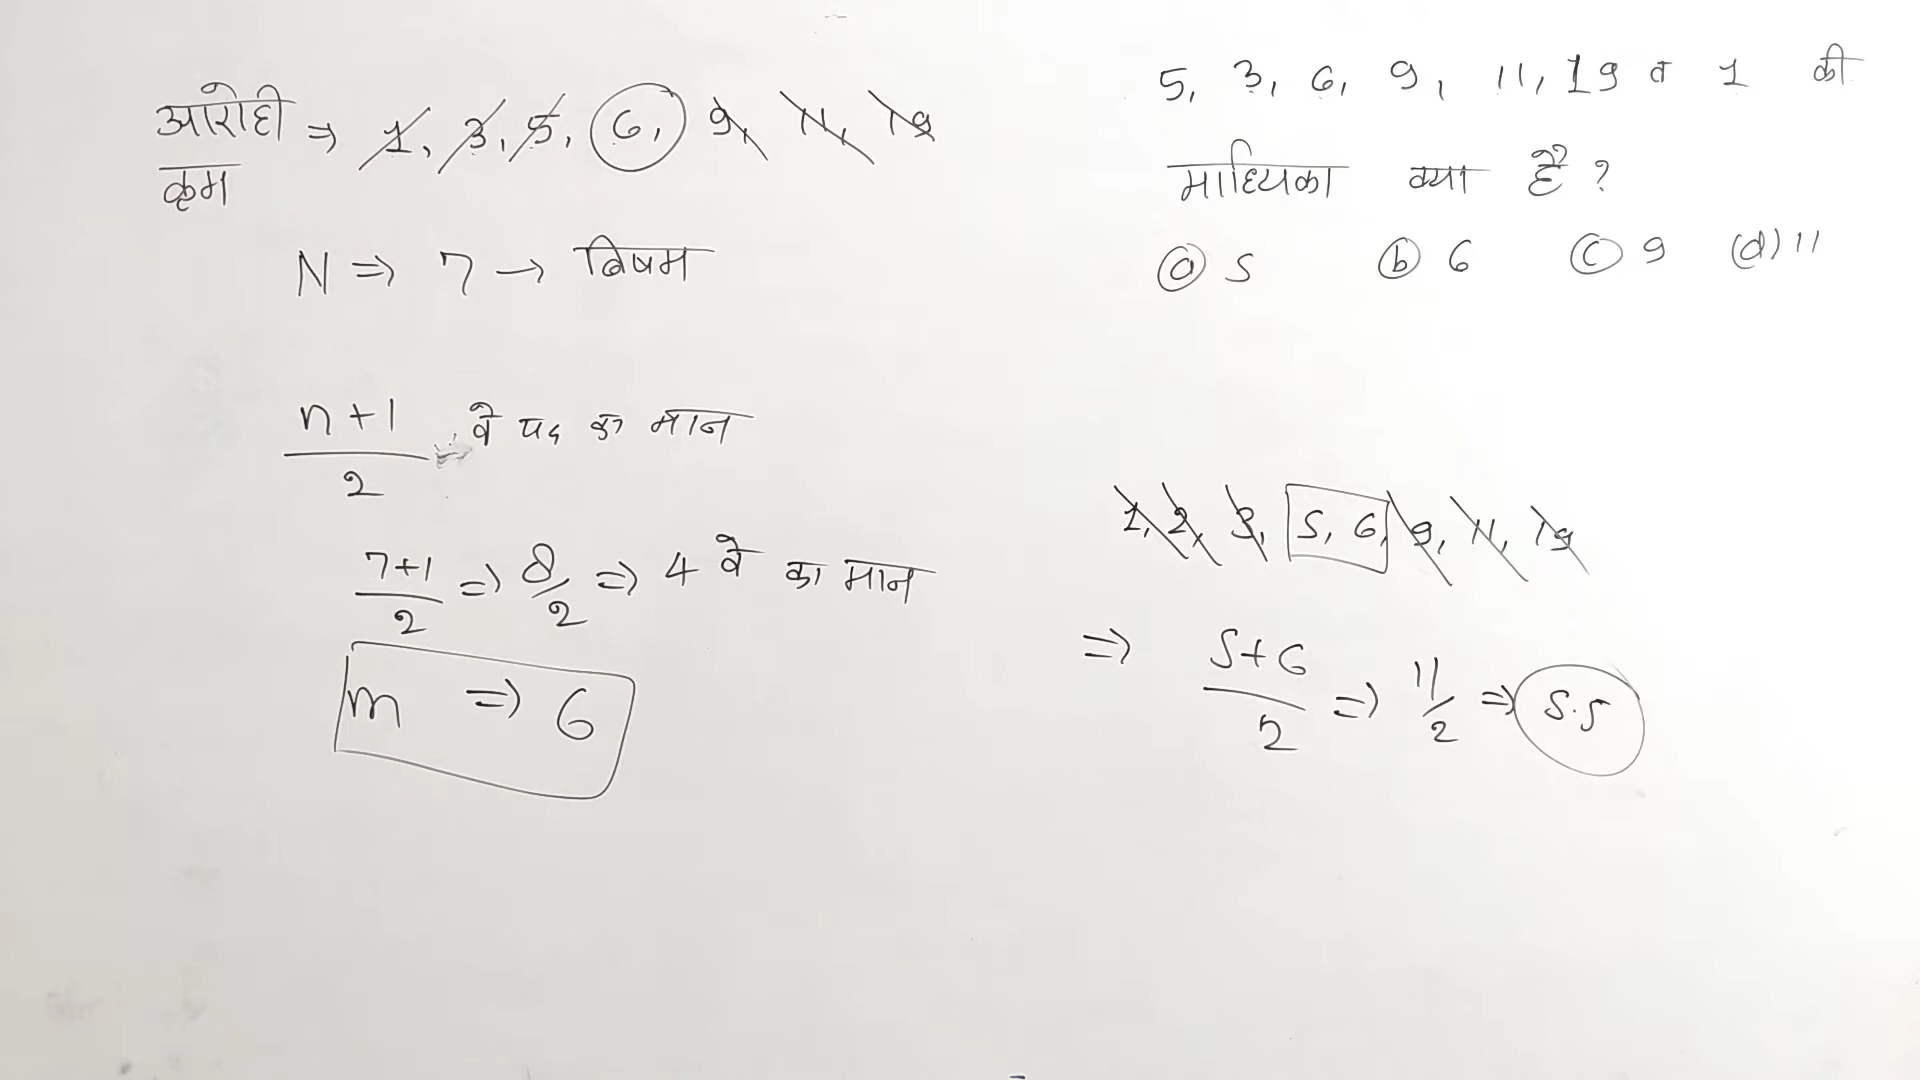 5, 3, 6, 9, 11, 19 व 1 की
माध्यिका क्या है ?
(a) 5 (b) 6 (c) 9 (d) 11
आरोही ⇒ 1, 3, 5, 6, 9, 11, 19
क्रम
N ⇒ 7 → विषम
n+1
2
वे पद का मान
7+1/2 ⇒ 8/2 ⇒ 4 वे का मान
m ⇒ 6
1, 2, 3, 5, 6, 9, 11, 19
⇒ 5+6/2 ⇒ 11/2 ⇒ 5.5